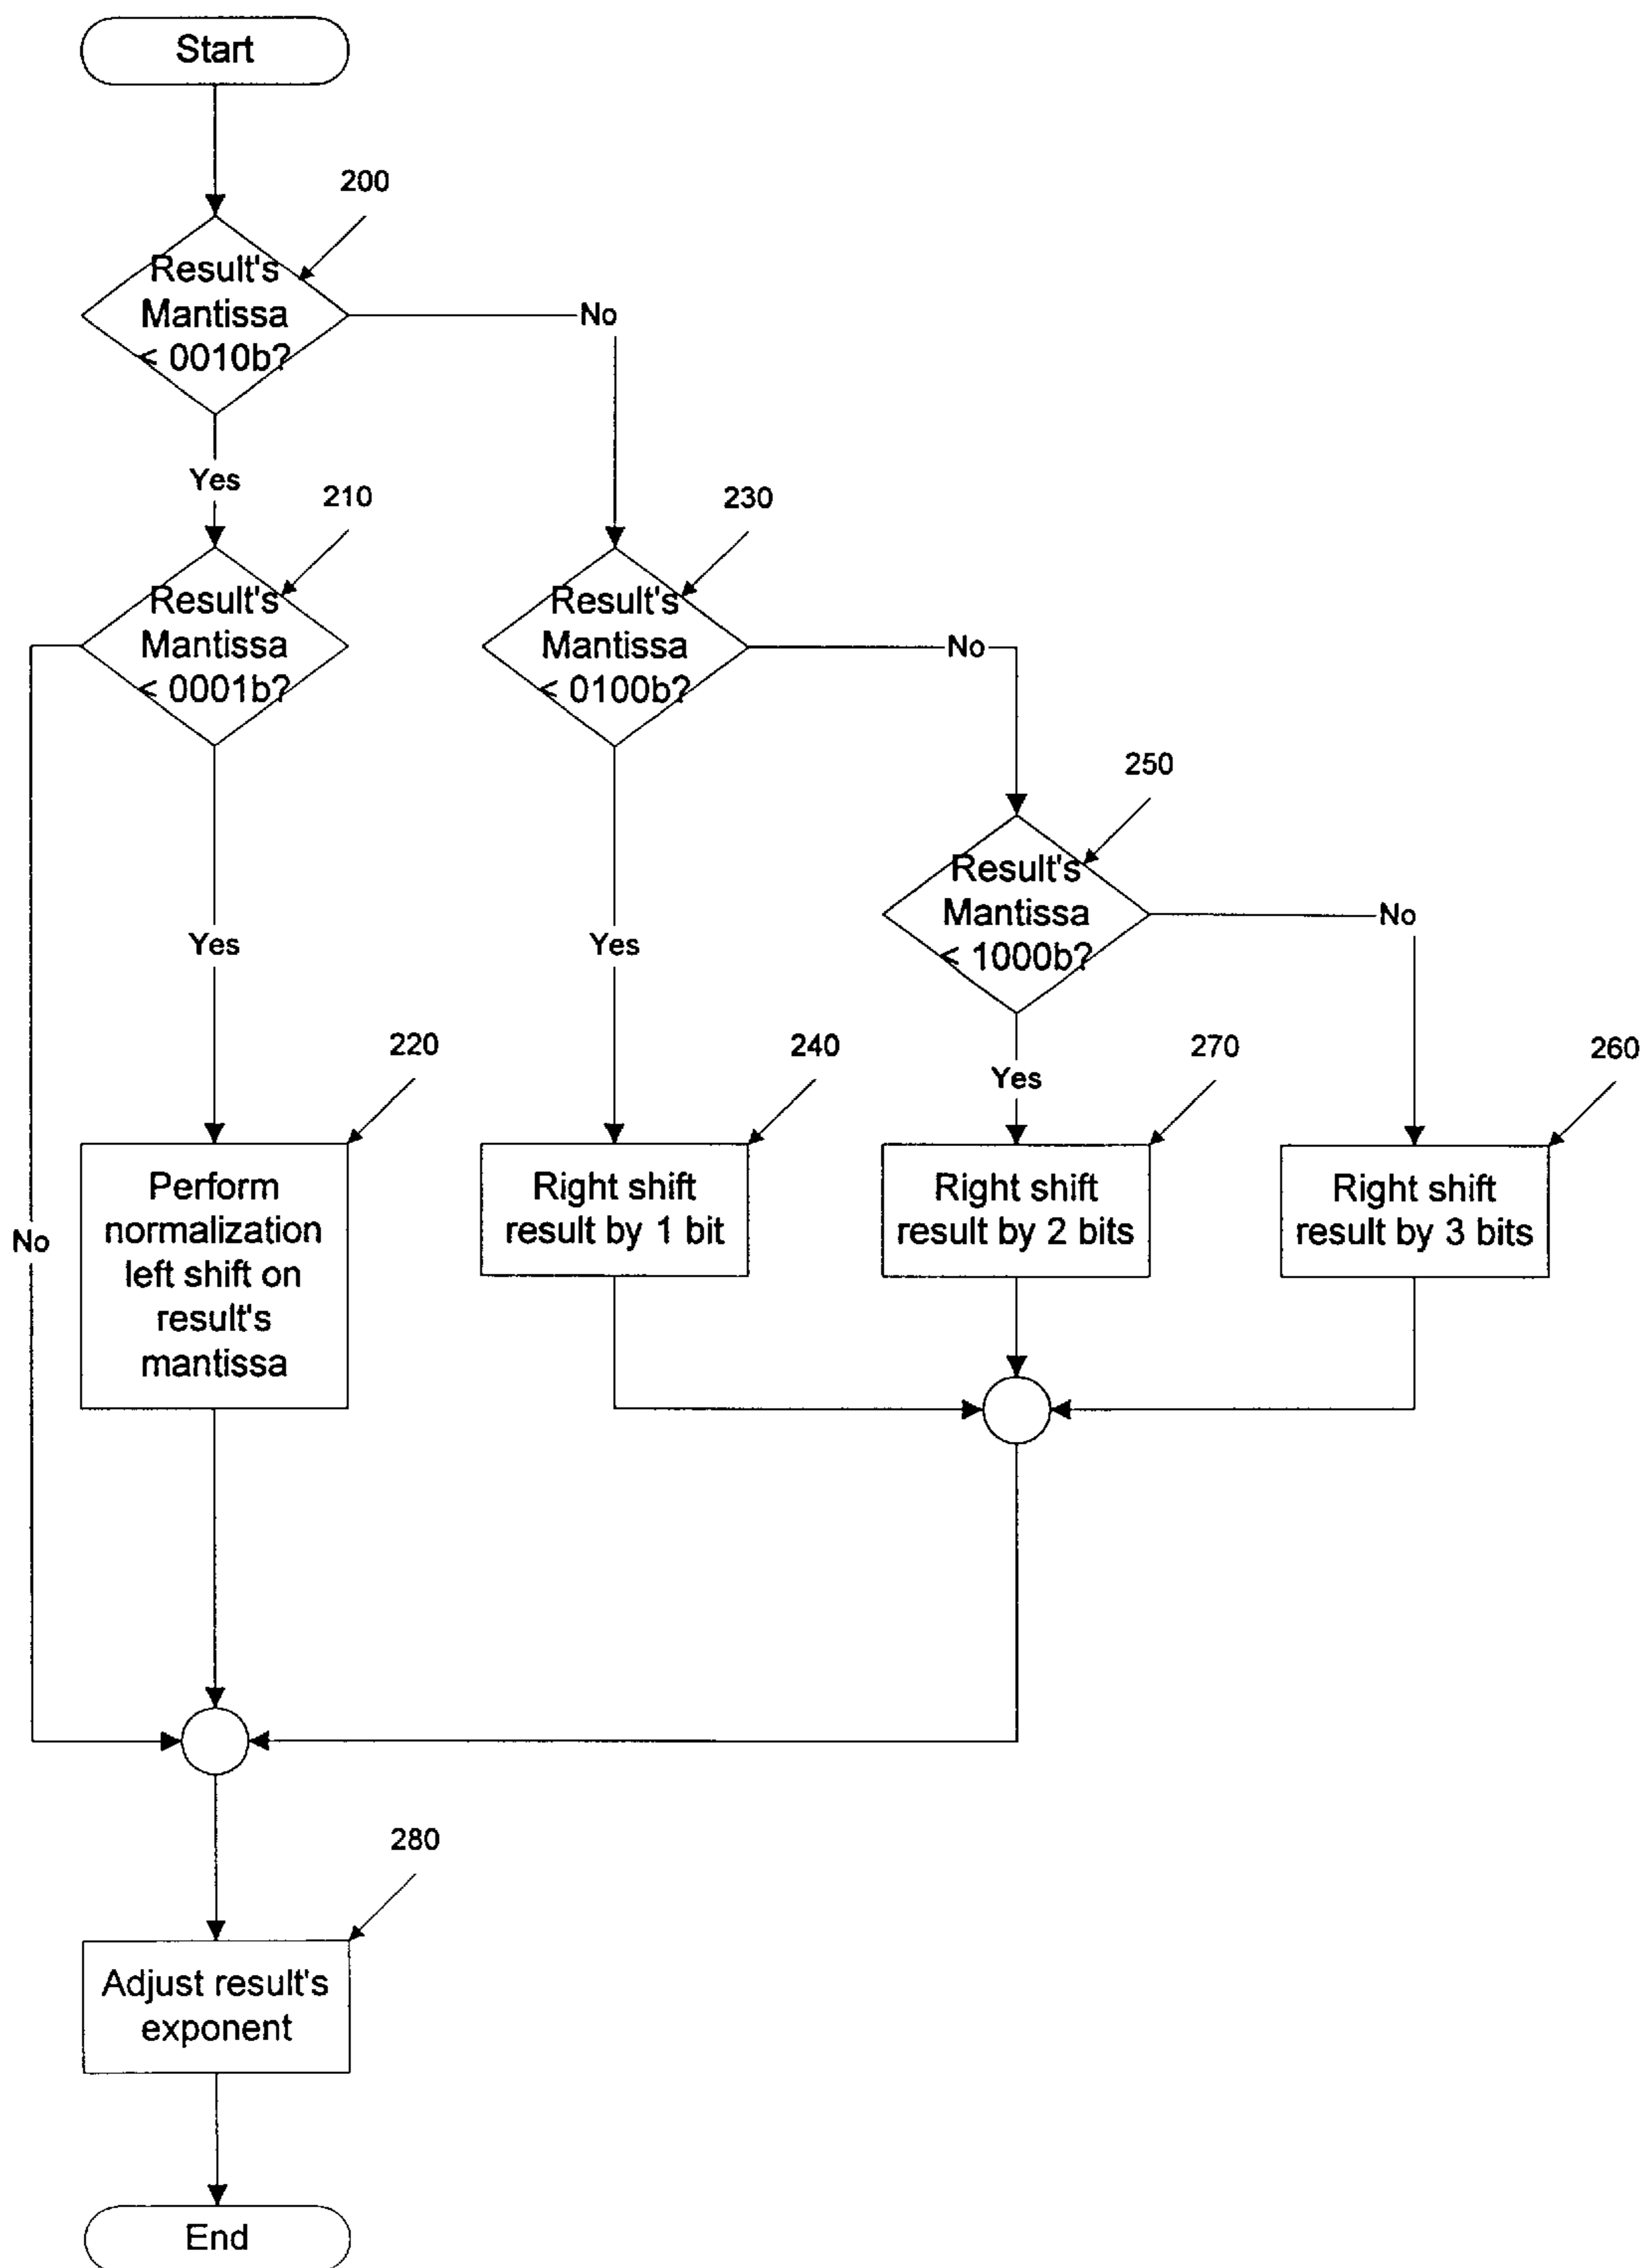 Start
200
Result's
Mantissa
< 0010b?
No
Yes
210
Result's
Mantissa
< 0001b?
230
Result's
Mantissa
< 0100b?
No
250
Result's
Mantissa
< 1000b?
No
Yes
Yes
Yes
220
Perform
normalization
left shift on
result's
mantissa
240
Right shift
result by 1 bit
270
Right shift
result by 2 bits
260
Right shift
result by 3 bits
No
280
Adjust result's
exponent
End